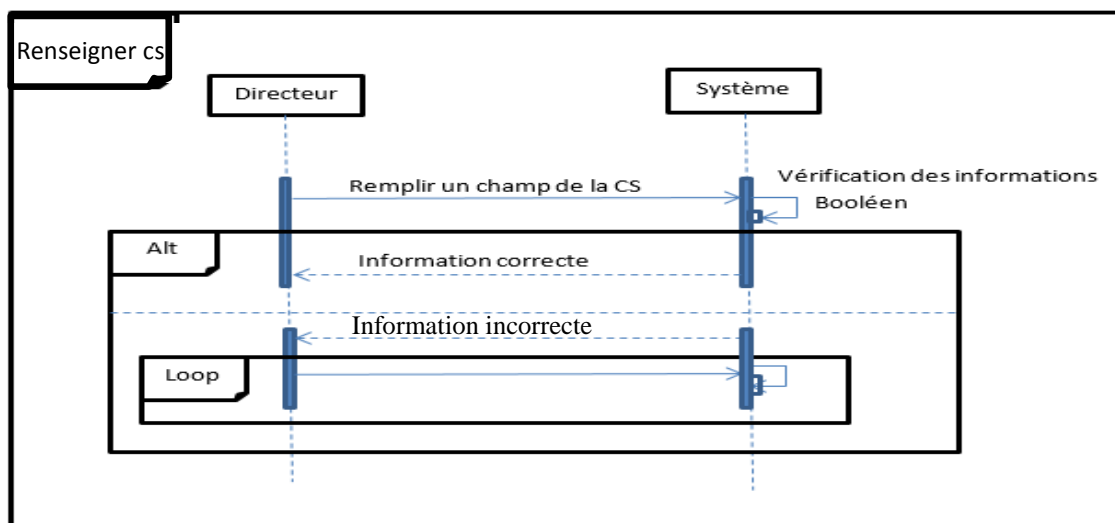 Renseigner cs
Directeur
Système
Remplir un champ de la CS
Vérification des informations
Booléen
Alt
Information correcte
Information incorrecte
Loop